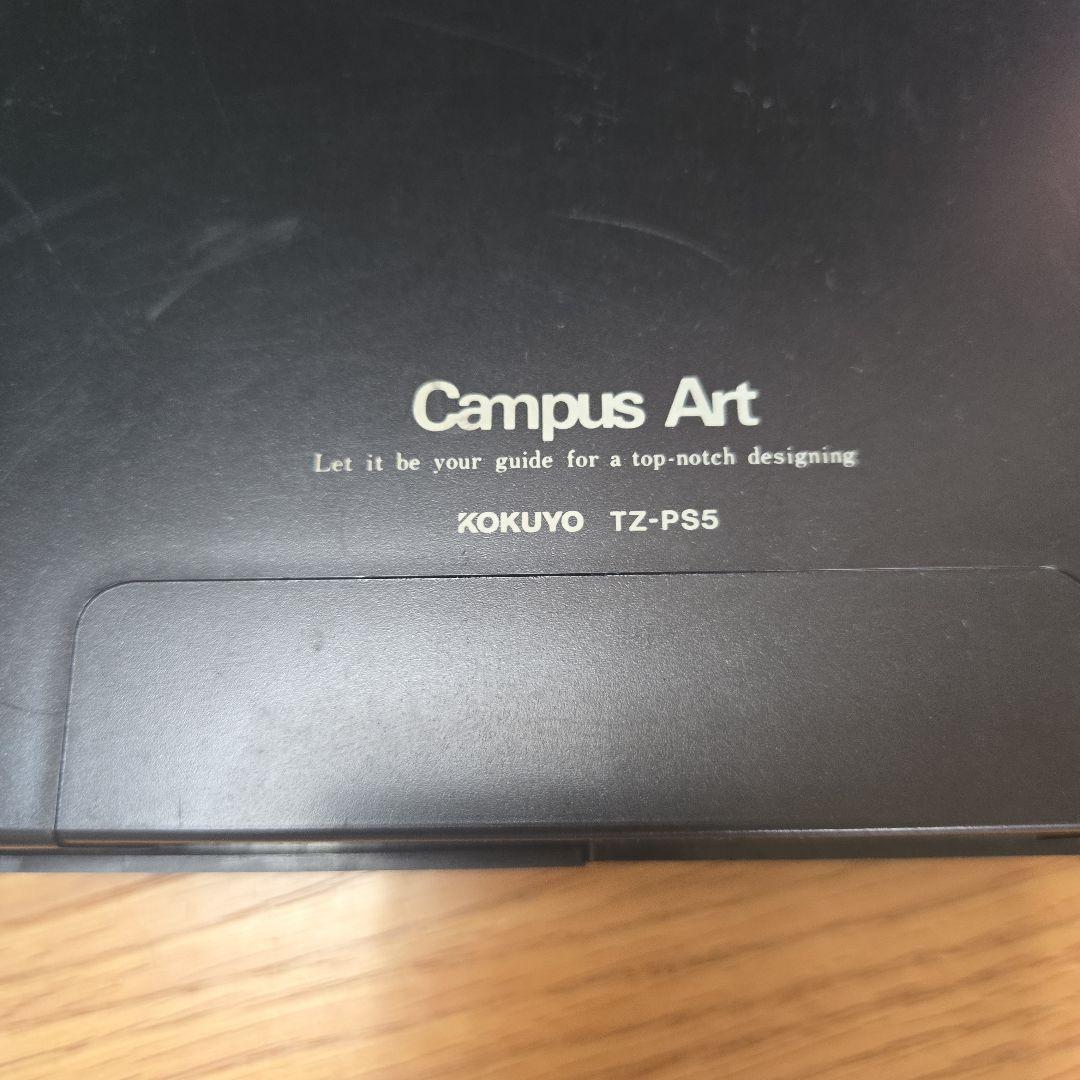 Campus Art
Let it be your guide for a top-notch designing
KOKUYO TZ-PS5